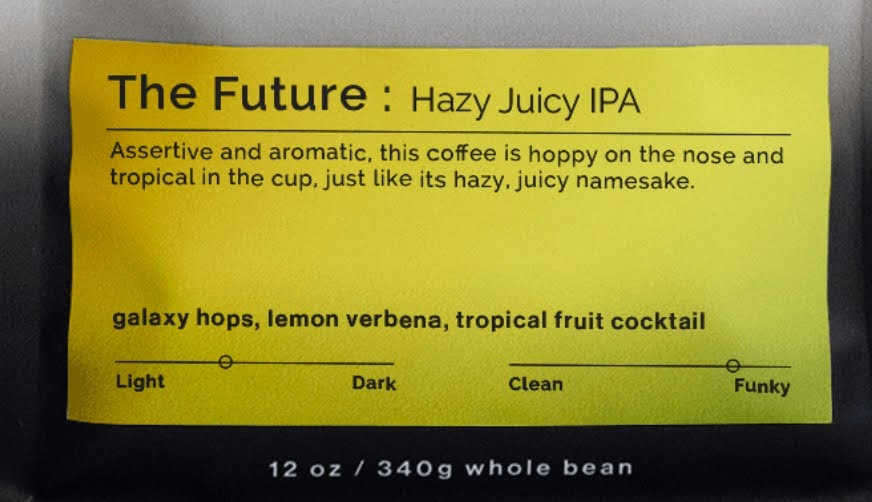 The Future : Hazy Juicy IPA
Assertive and aromatic, this coffee is hoppy on the nose and
tropical in the cup, just like its hazy, juicy namesake.
galaxy hops, lemon verbena, tropical fruit cocktail
Light Dark Clean Funky
12 oz / 340g whole bean